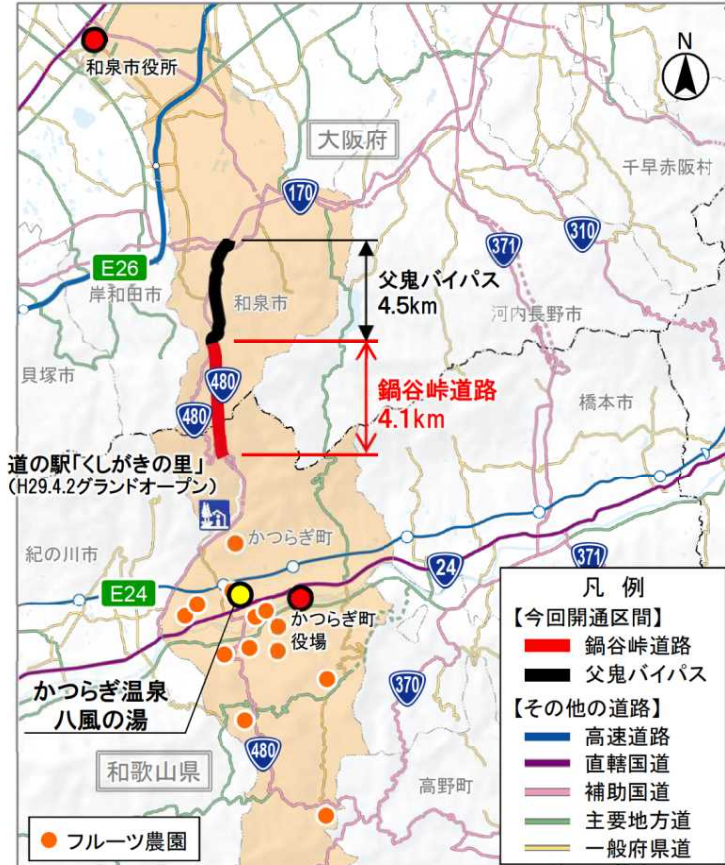 和泉市役所
N
大阪府
千早赤阪村
170
371
310
E26
岸和田市
和泉市
父鬼バイパス
4.5km
河内長野市
貝塚市
480
480
鍋谷峠道路
4.1km
橋本市
道の駅「くしがきの里」
(H29.4.2グランドオープン)
かつらぎ町
紀の川市
24
371
E24
かつらぎ町
役場
かつらぎ温泉
八風の湯
370
480
和歌山県
高野町
フルーツ農園
凡 例
【今回開通区間】
鍋谷峠道路
父鬼バイパス
【その他の道路】
高速道路
直轄国道
補助国道
主要地方道
一般府県道